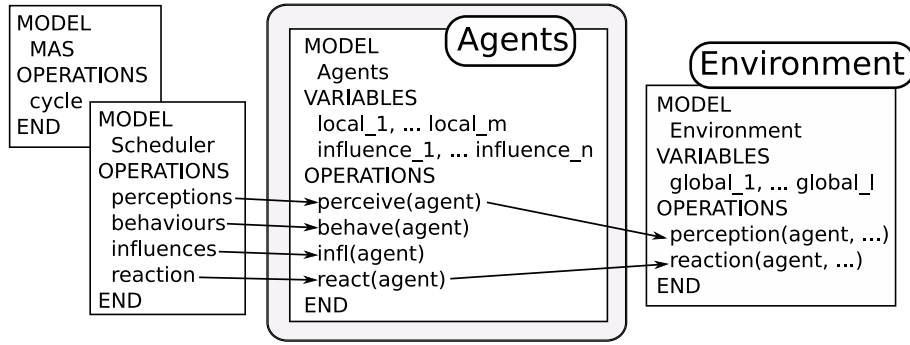 MODEL
MAS
OPERATIONS
cycle
END
MODEL
Scheduler
OPERATIONS
perceptions
behaviours
influences
reaction
END
Agents
MODEL
Agents
VARIABLES
local_1, ... local_m
influence_1, ... influence_n
OPERATIONS
perceive(agent)
behave(agent)
infl(agent)
react(agent)
END
Environment
MODEL
Environment
VARIABLES
global_1, ... global_l
OPERATIONS
perception(agent, ...)
reaction(agent, ...)
END